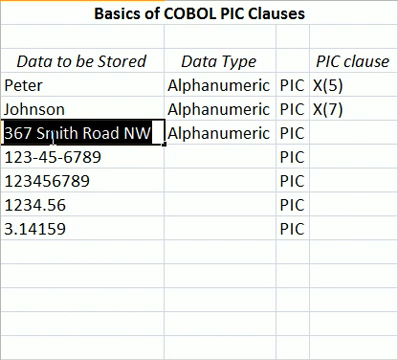 Basics of COBOL PIC Clauses
Data to be Stored Data Type PIC clause
Peter Alphanumeric PIC X(5)
Johnson Alphanumeric PIC X(7)
367 Smith Road NW Alphanumeric PIC
123-45-6789 PIC
123456789 PIC
1234.56 PIC
3.14159 PIC